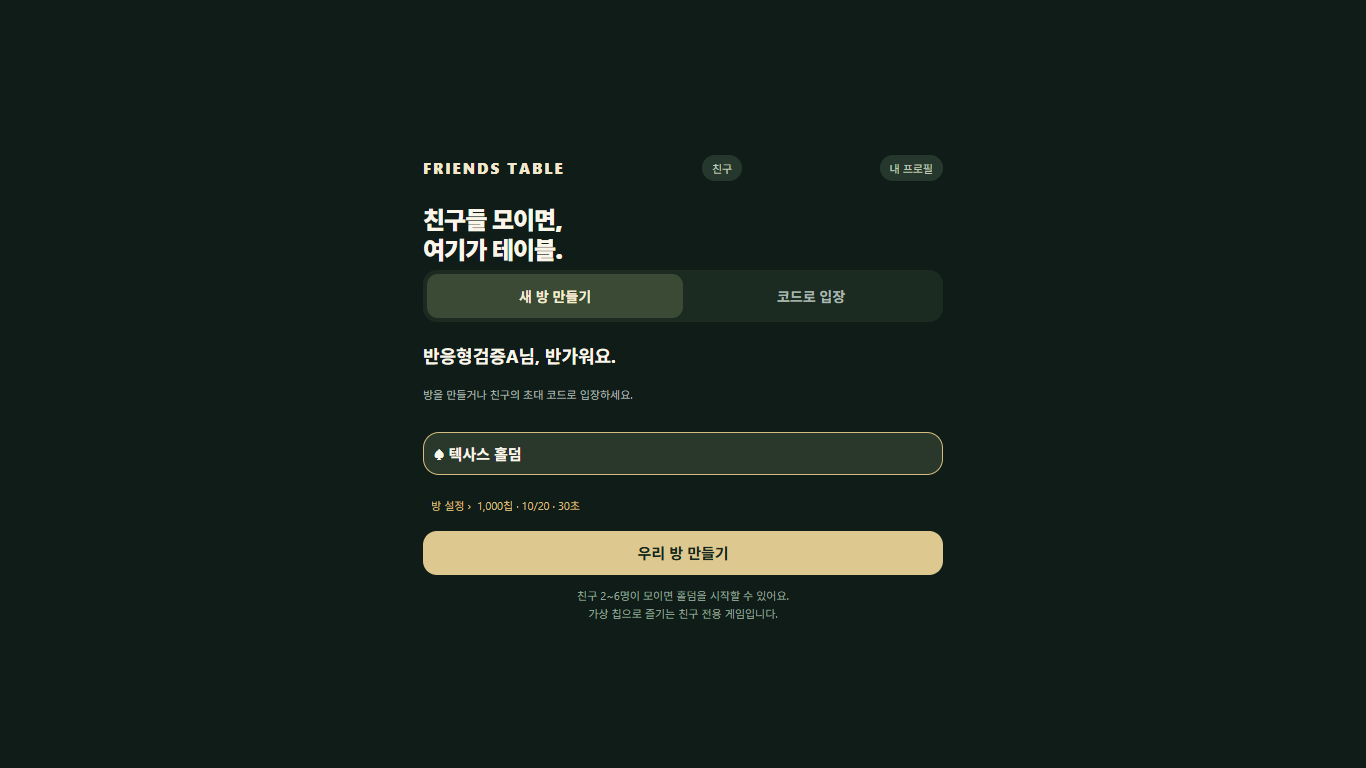 FRIENDS TABLE
친구
내 프로필
친구들 모이면,
여기가 테이블.
새 방 만들기
코드로 입장
반응형검증A님, 반가워요.
방을 만들거나 친구의 초대 코드로 입장하세요.
♠ 텍사스 홀덤
방 설정 › 1,000칩 · 10/20 · 30초
우리 방 만들기
친구 2~6명이 모이면 홀덤을 시작할 수 있어요.
가상 칩으로 즐기는 친구 전용 게임입니다.